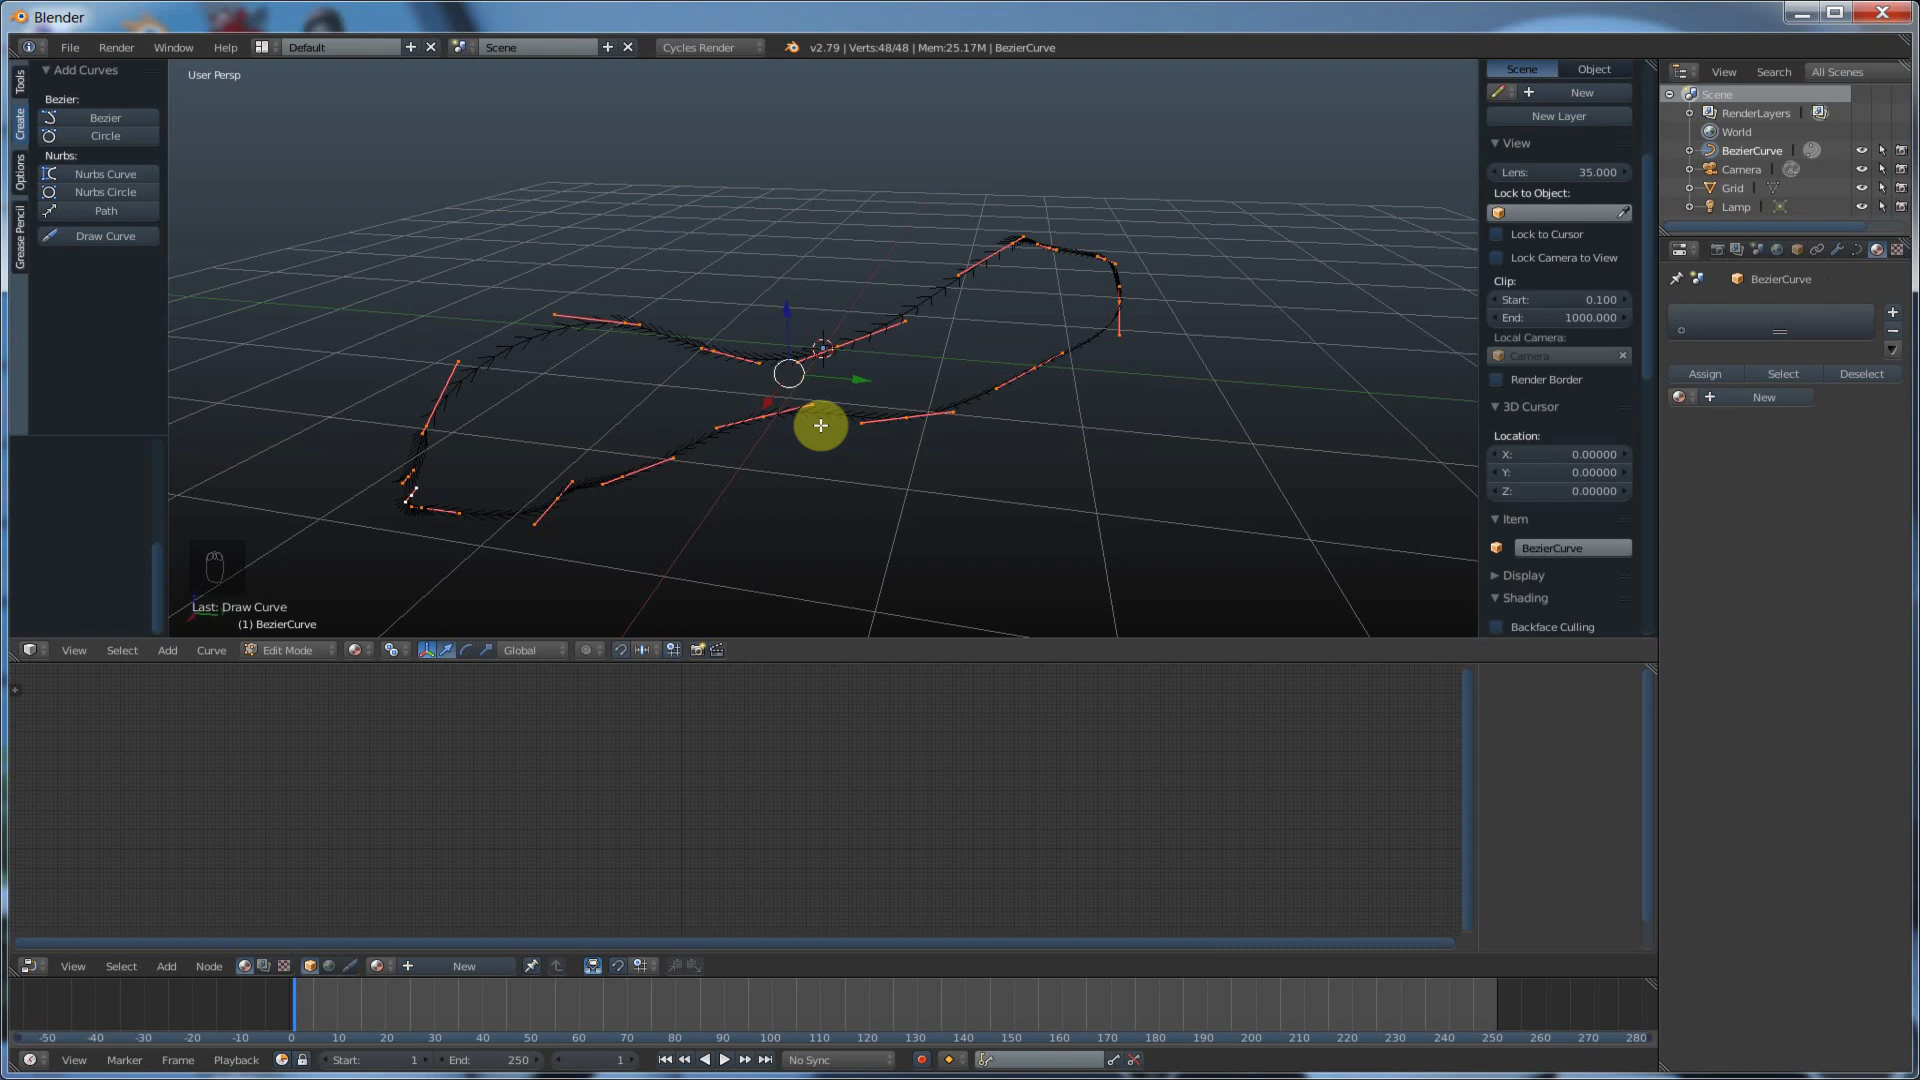 Blender
File Render Window Help Default Scene Cycles Render v2.79 | Verts:48/48 | Mem:25.17M | BezierCurve
Tools
Create
Options
Grease Pencil
Add Curves
Bezier:
Bezier
Circle
Nurbs:
Nurbs Curve
Nurbs Circle
Path
Draw Curve
User Persp
Last: Draw Curve
(1) BezierCurve
Scene Object
New
New Layer
View
Lens: 35.000
Lock to Object:
Lock to Cursor
Lock Camera to View
Clip:
Start: 0.100
End: 1000.000
Local Camera:
Camera
Render Border
3D Cursor
Location:
X: 0.00000
Y: 0.00000
Z: 0.00000
Item
BezierCurve
Display
Shading
Backface Culling
View Search All Scenes
Scene
RenderLayers
World
BezierCurve
Camera
Grid
Lamp
BezierCurve
Assign Select Deselect
New
View Select Add Curve Edit Mode Global
View Select Add Node New
-50 -40 -30 -20 -10 0 10 20 30 40 50 60 70 80 90 100 110 120 130 140 150 160 170 180 190 200 210 220 230 240 250 260 270 280
View Marker Frame Playback Start: 1 End: 250 1 No Sync